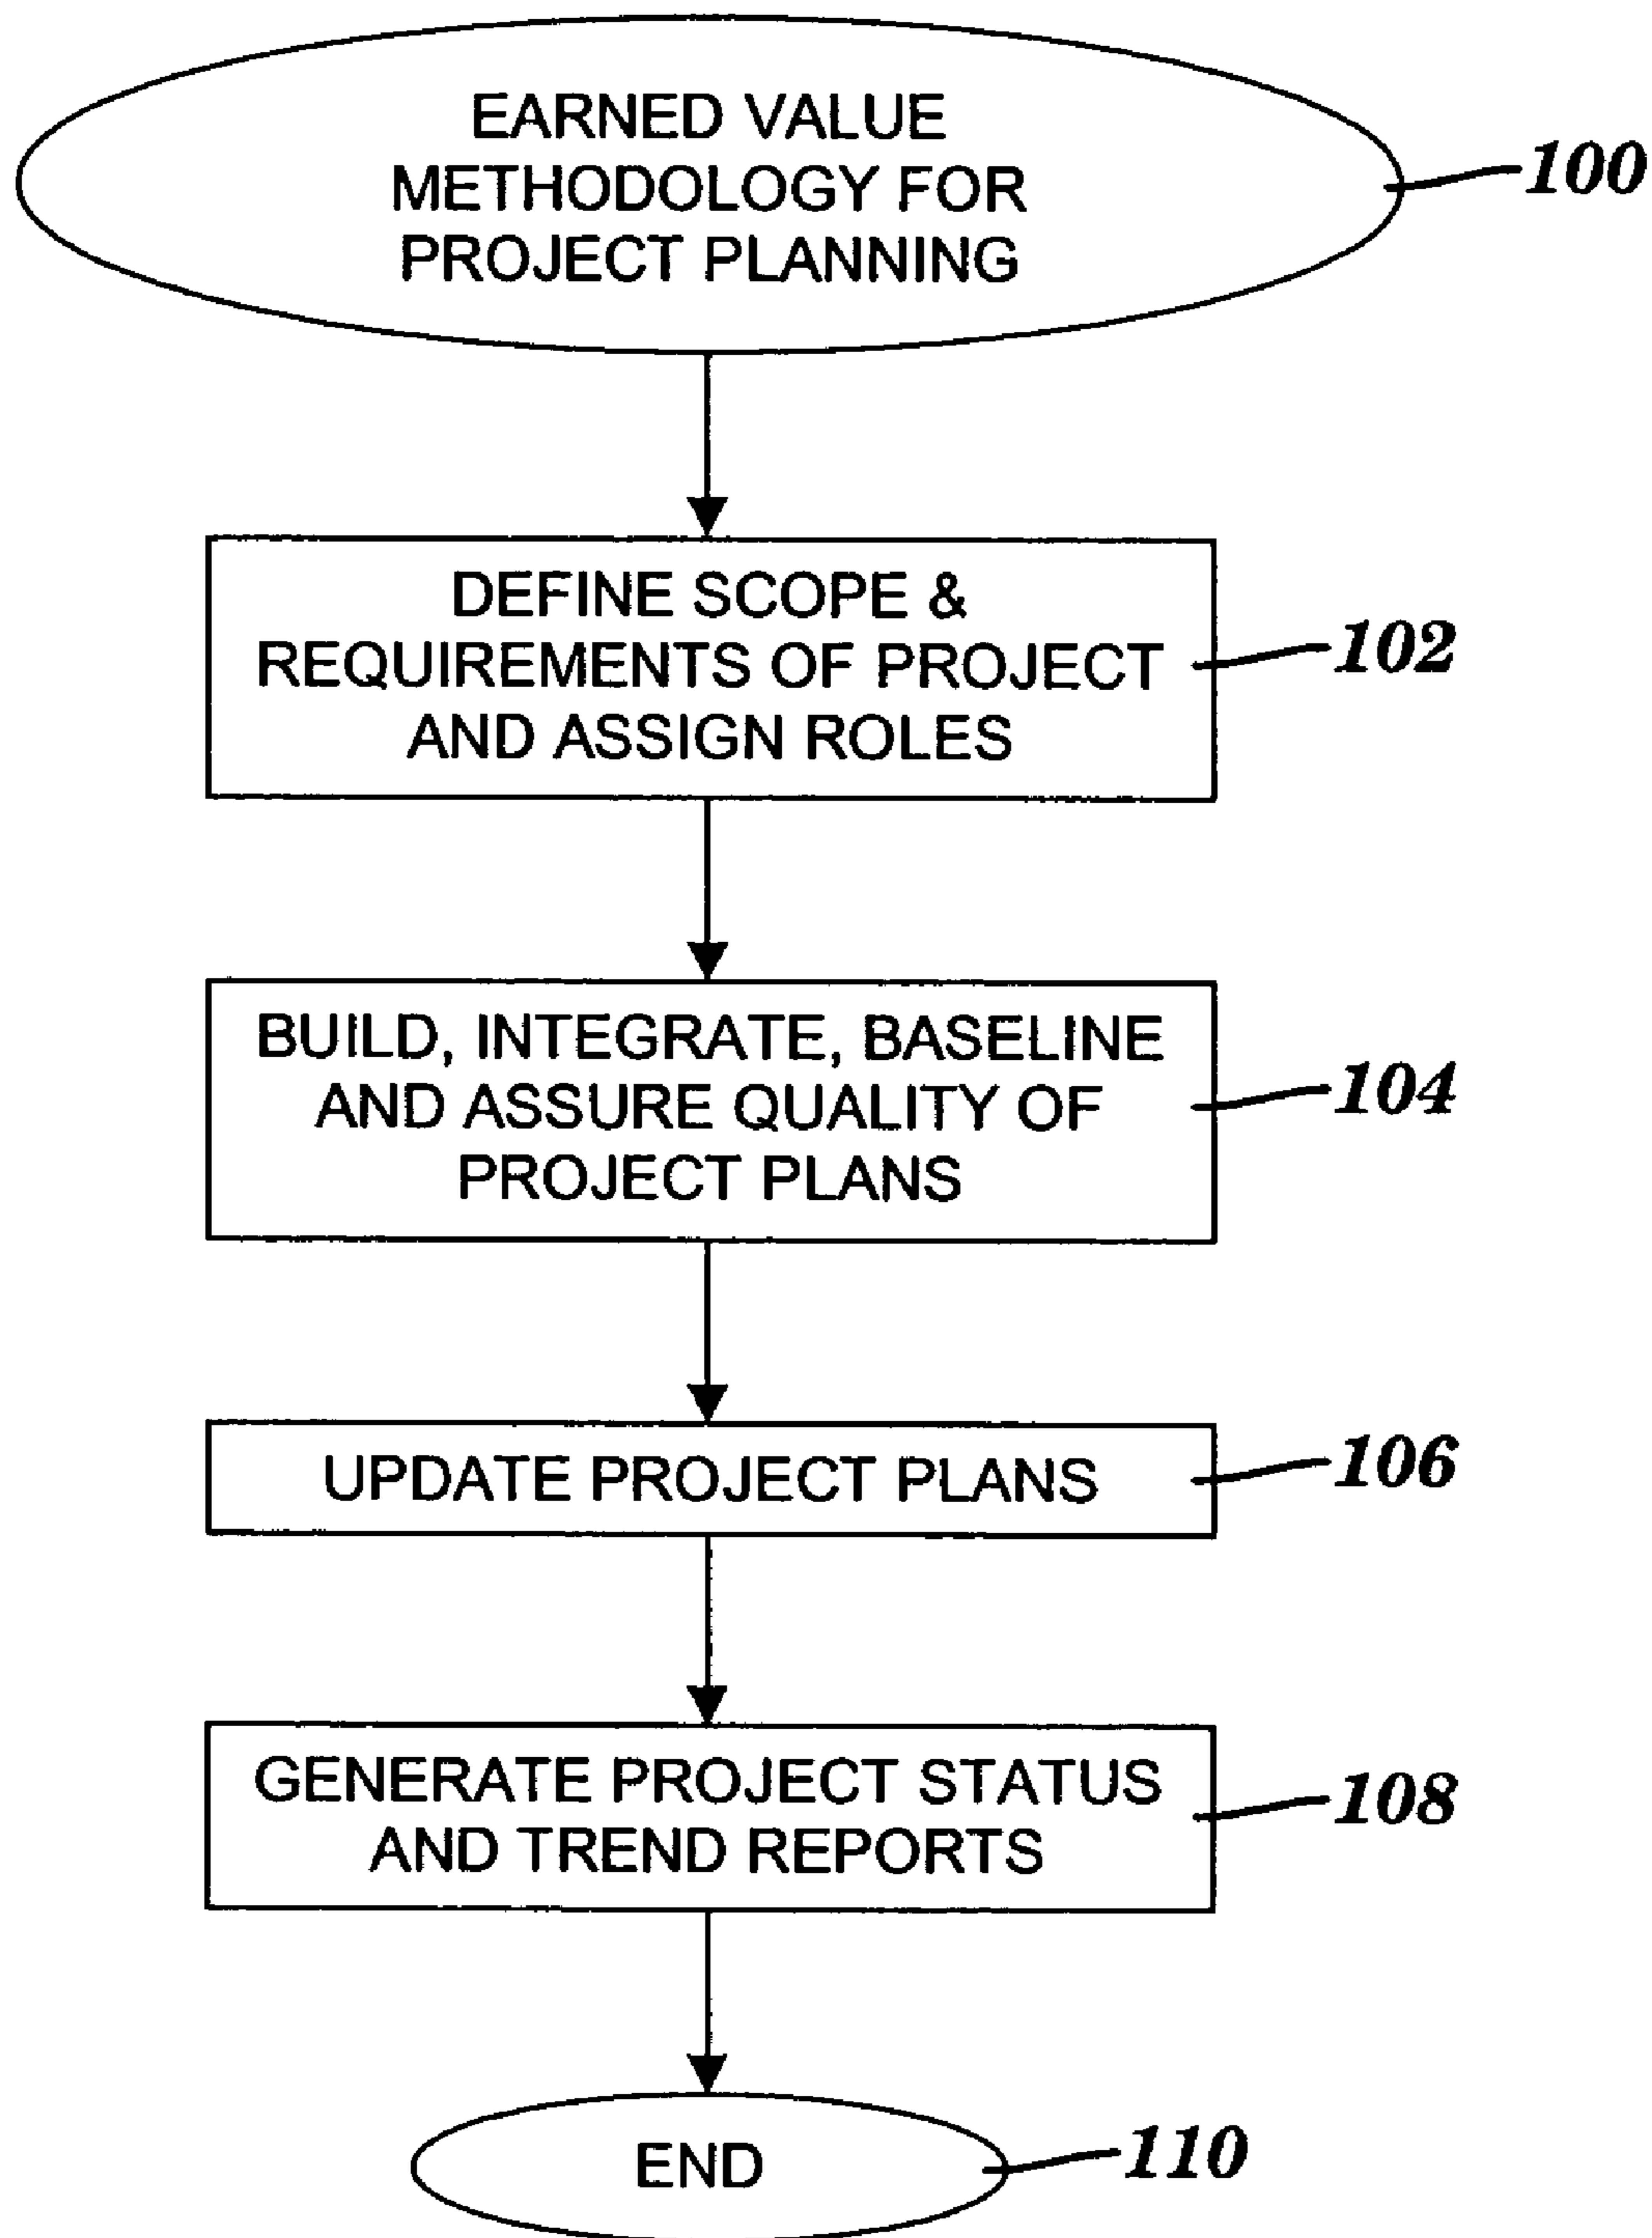 EARNED VALUE
METHODOLOGY FOR
PROJECT PLANNING
100
DEFINE SCOPE &
REQUIREMENTS OF PROJECT
AND ASSIGN ROLES
102
BUILD, INTEGRATE, BASELINE
AND ASSURE QUALITY OF
PROJECT PLANS
104
UPDATE PROJECT PLANS
106
GENERATE PROJECT STATUS
AND TREND REPORTS
108
END
110